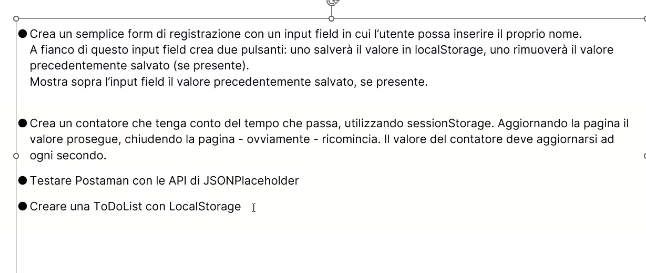 ● Crea un semplice form di registrazione con un input field in cui l'utente possa inserire il proprio nome.
A fianco di questo input field crea due pulsanti: uno salverà il valore in localStorage, uno rimuoverà il valore
precedentemente salvato (se presente).
Mostra sopra l'input field il valore precedentemente salvato, se presente.
● Crea un contatore che tenga conto del tempo che passa, utilizzando sessionStorage. Aggiornando la pagina il
valore prosegue, chiudendo la pagina - ovviamente - ricomincia. Il valore del contatore deve aggiornarsi ad
ogni secondo.
● Testare Postaman con le API di JSONPlaceholder
● Creare una ToDoList con LocalStorage